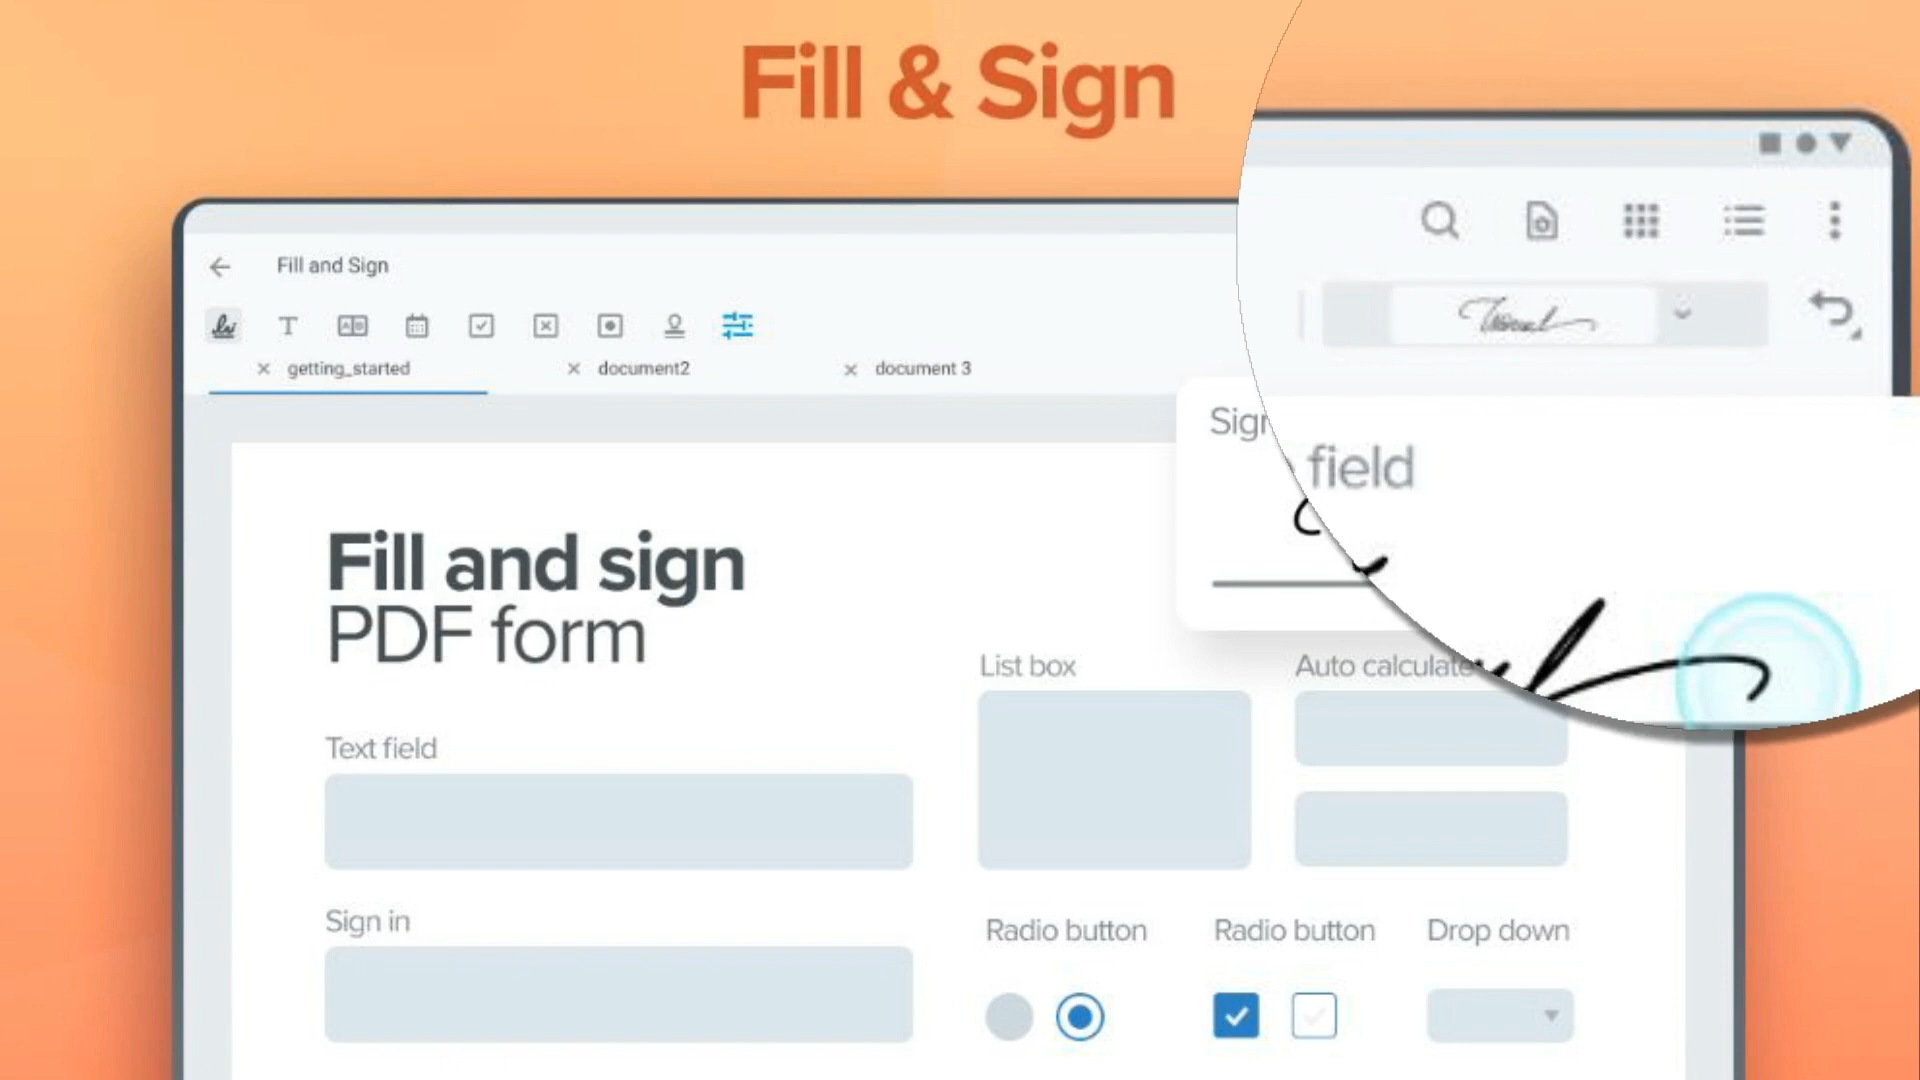 Fill & Sign
Fill and Sign
getting_started
document2
document 3
field
Fill and sign
PDF form
List box
Auto calculate
Text field
Sign in
Radio button
Radio button
Drop down